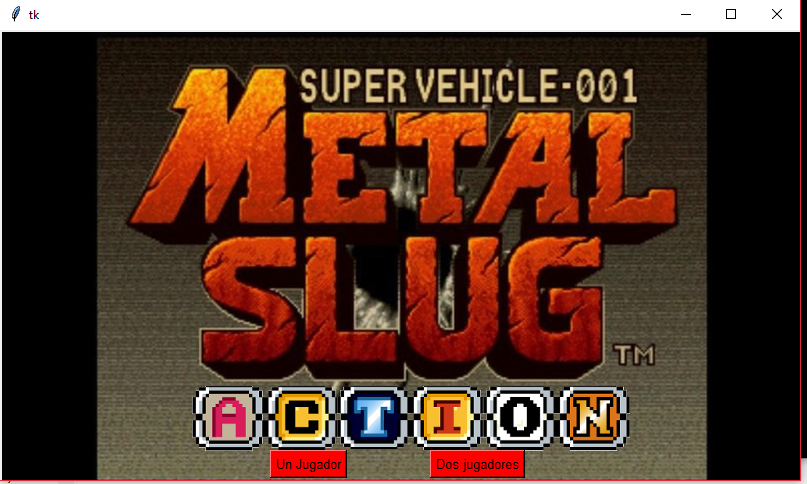 tk
SUPER VEHICLE-001
METAL
SLUG
TM
ACTION
Un Jugador
Dos jugadores